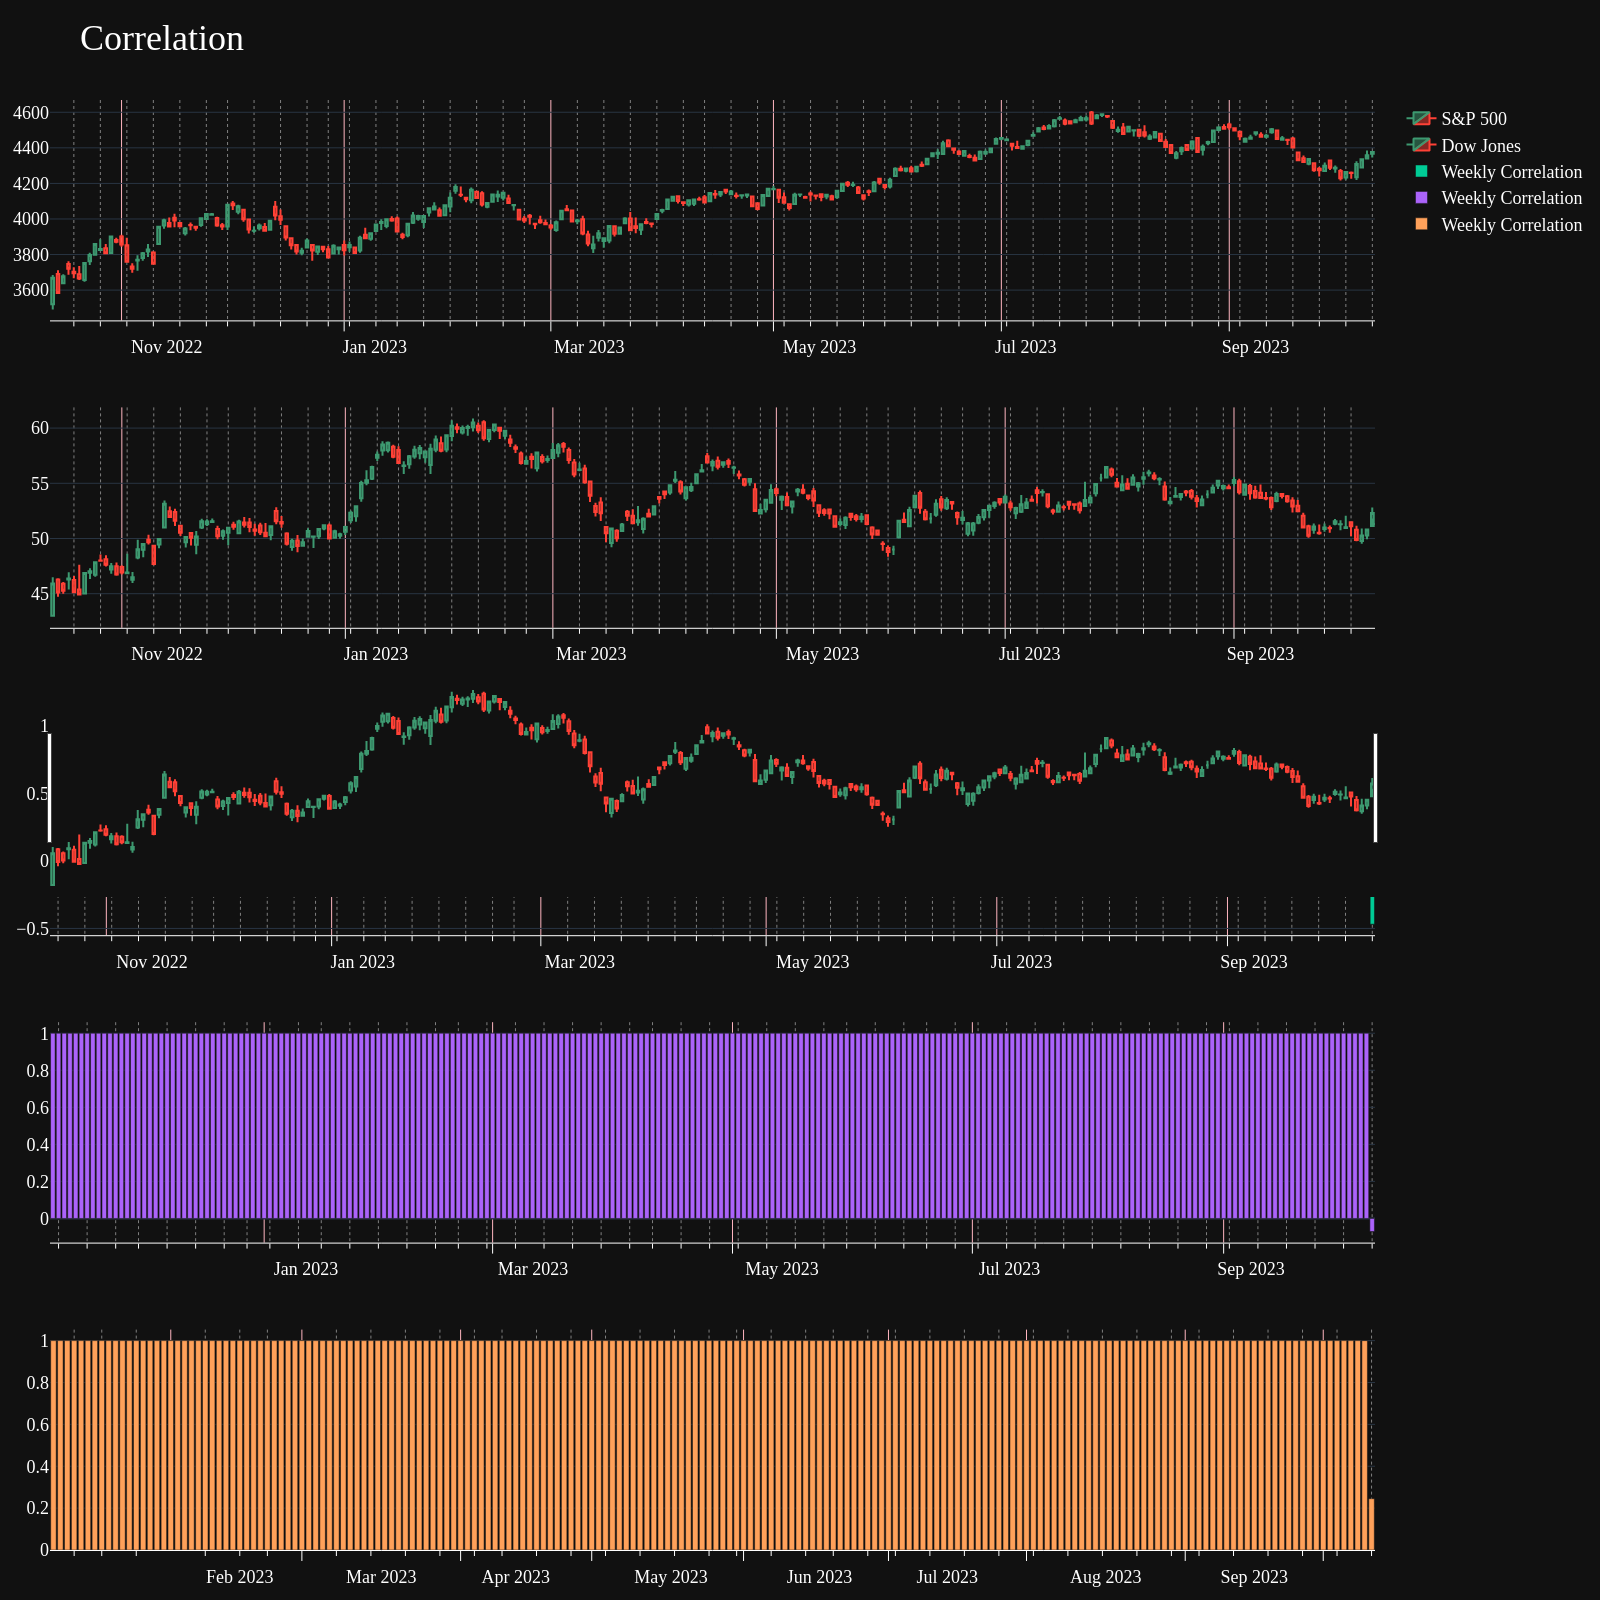 Correlation
S&P 500
Dow Jones
Weekly Correlation
Weekly Correlation
Weekly Correlation
4600
4400
4200
4000
3800
3600
Nov 2022 Jan 2023 Mar 2023 May 2023 Jul 2023 Sep 2023
60
55
50
45
Nov 2022 Jan 2023 Mar 2023 May 2023 Jul 2023 Sep 2023
1
0.5
0
−0.5
Nov 2022 Jan 2023 Mar 2023 May 2023 Jul 2023 Sep 2023
1
0.8
0.6
0.4
0.2
0
Jan 2023 Mar 2023 May 2023 Jul 2023 Sep 2023
1
0.8
0.6
0.4
0.2
0
Feb 2023 Mar 2023 Apr 2023 May 2023 Jun 2023 Jul 2023 Aug 2023 Sep 2023